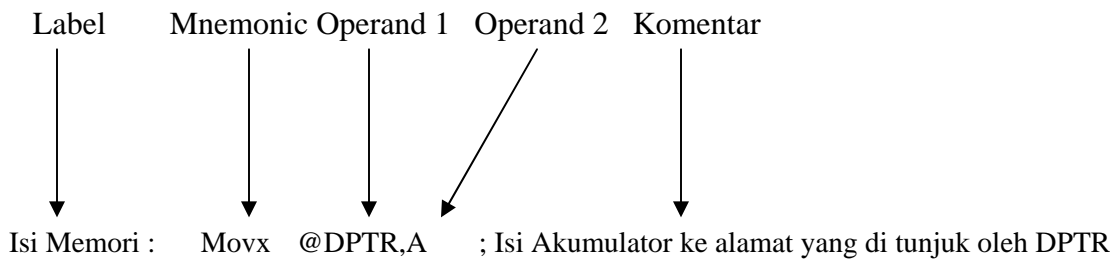 Label Mnemonic Operand 1 Operand 2 Komentar
Isi Memori : Movx @DPTR,A ; Isi Akumulator ke alamat yang di tunjuk oleh DPTR